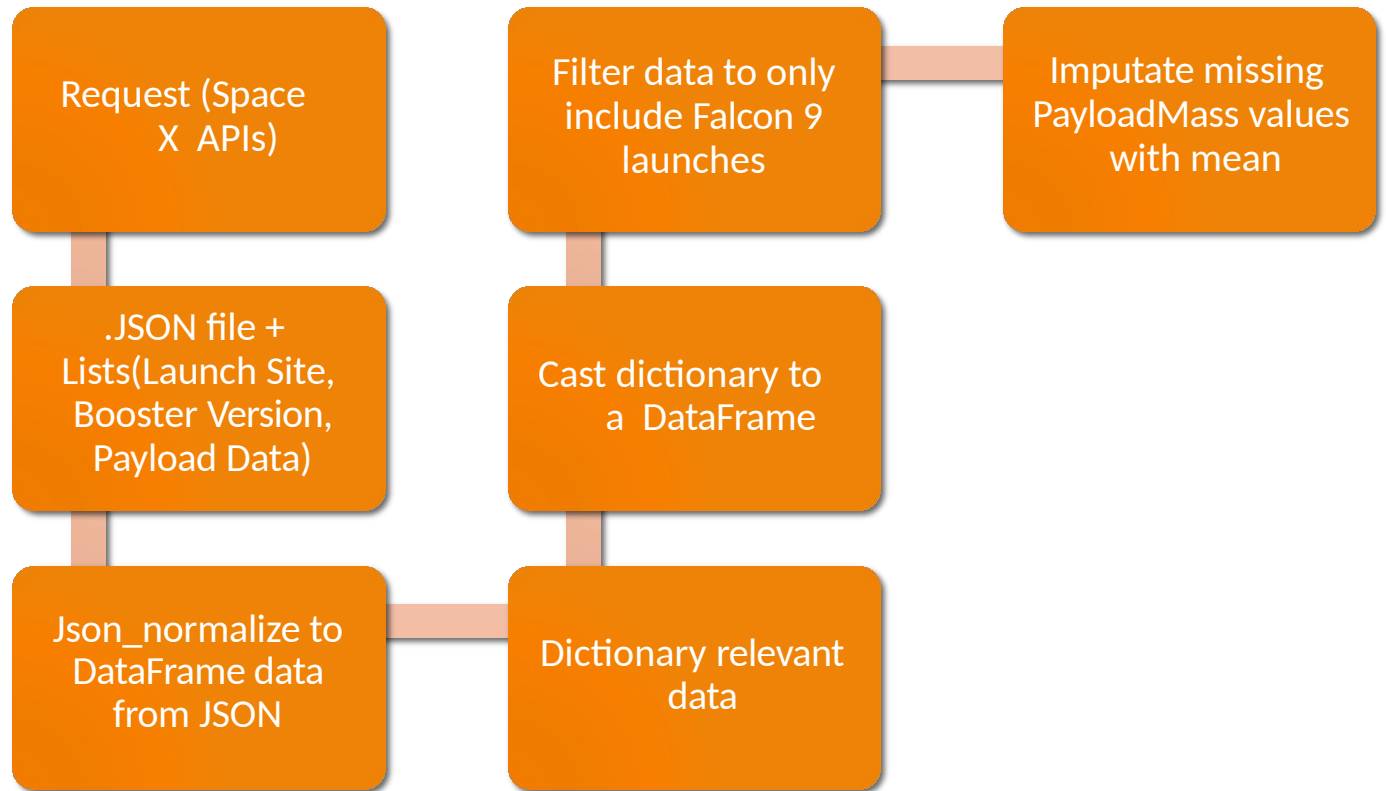 Request (Space
X  APIs)
.JSON file +
Lists(Launch Site,
Booster Version,
Payload Data)
Json_normalize to
DataFrame data
from JSON
Dictionary relevant
data
Cast dictionary to
a  DataFrame
Filter data to only
include Falcon 9
launches
Imputate missing
PayloadMass values
with mean